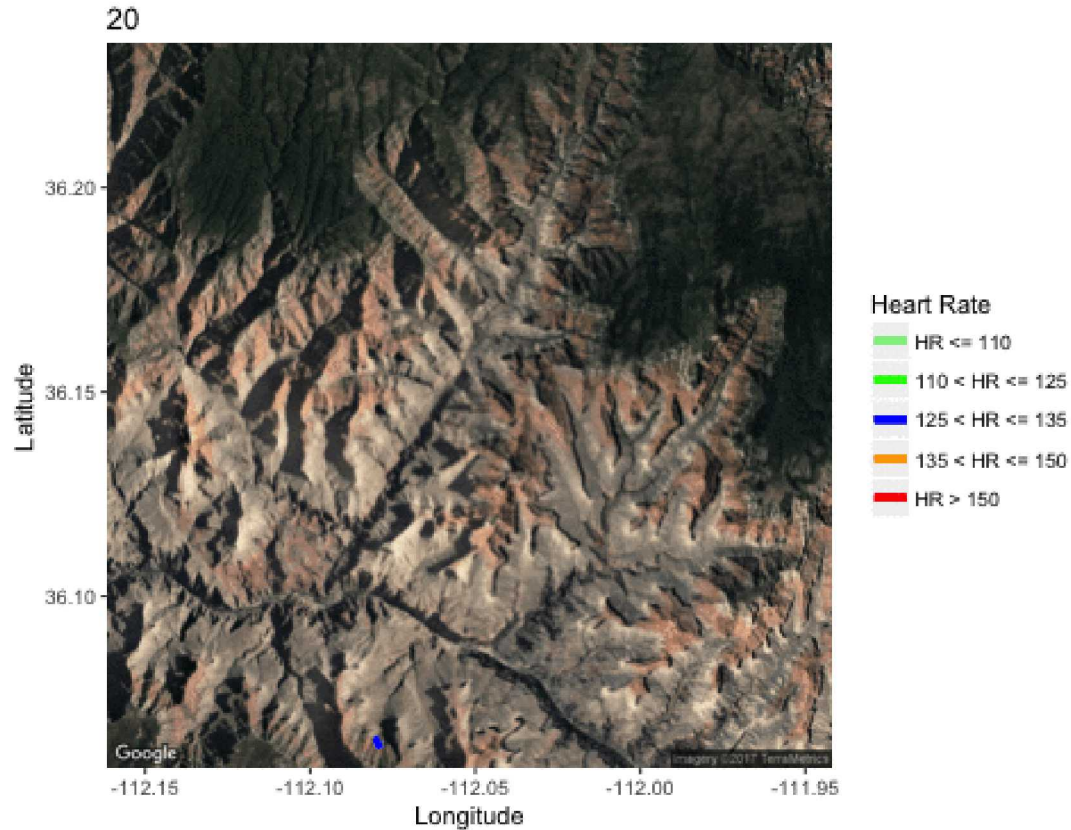 20
36.20
36.15
36.10
Latitude
-112.15
-112.10
-112.05
-112.00
-111.95
Longitude
Google
Imagery ©2017 TerraMetrics
Heart Rate
HR <= 110
110 < HR <= 125
125 < HR <= 135
135 < HR <= 150
HR > 150